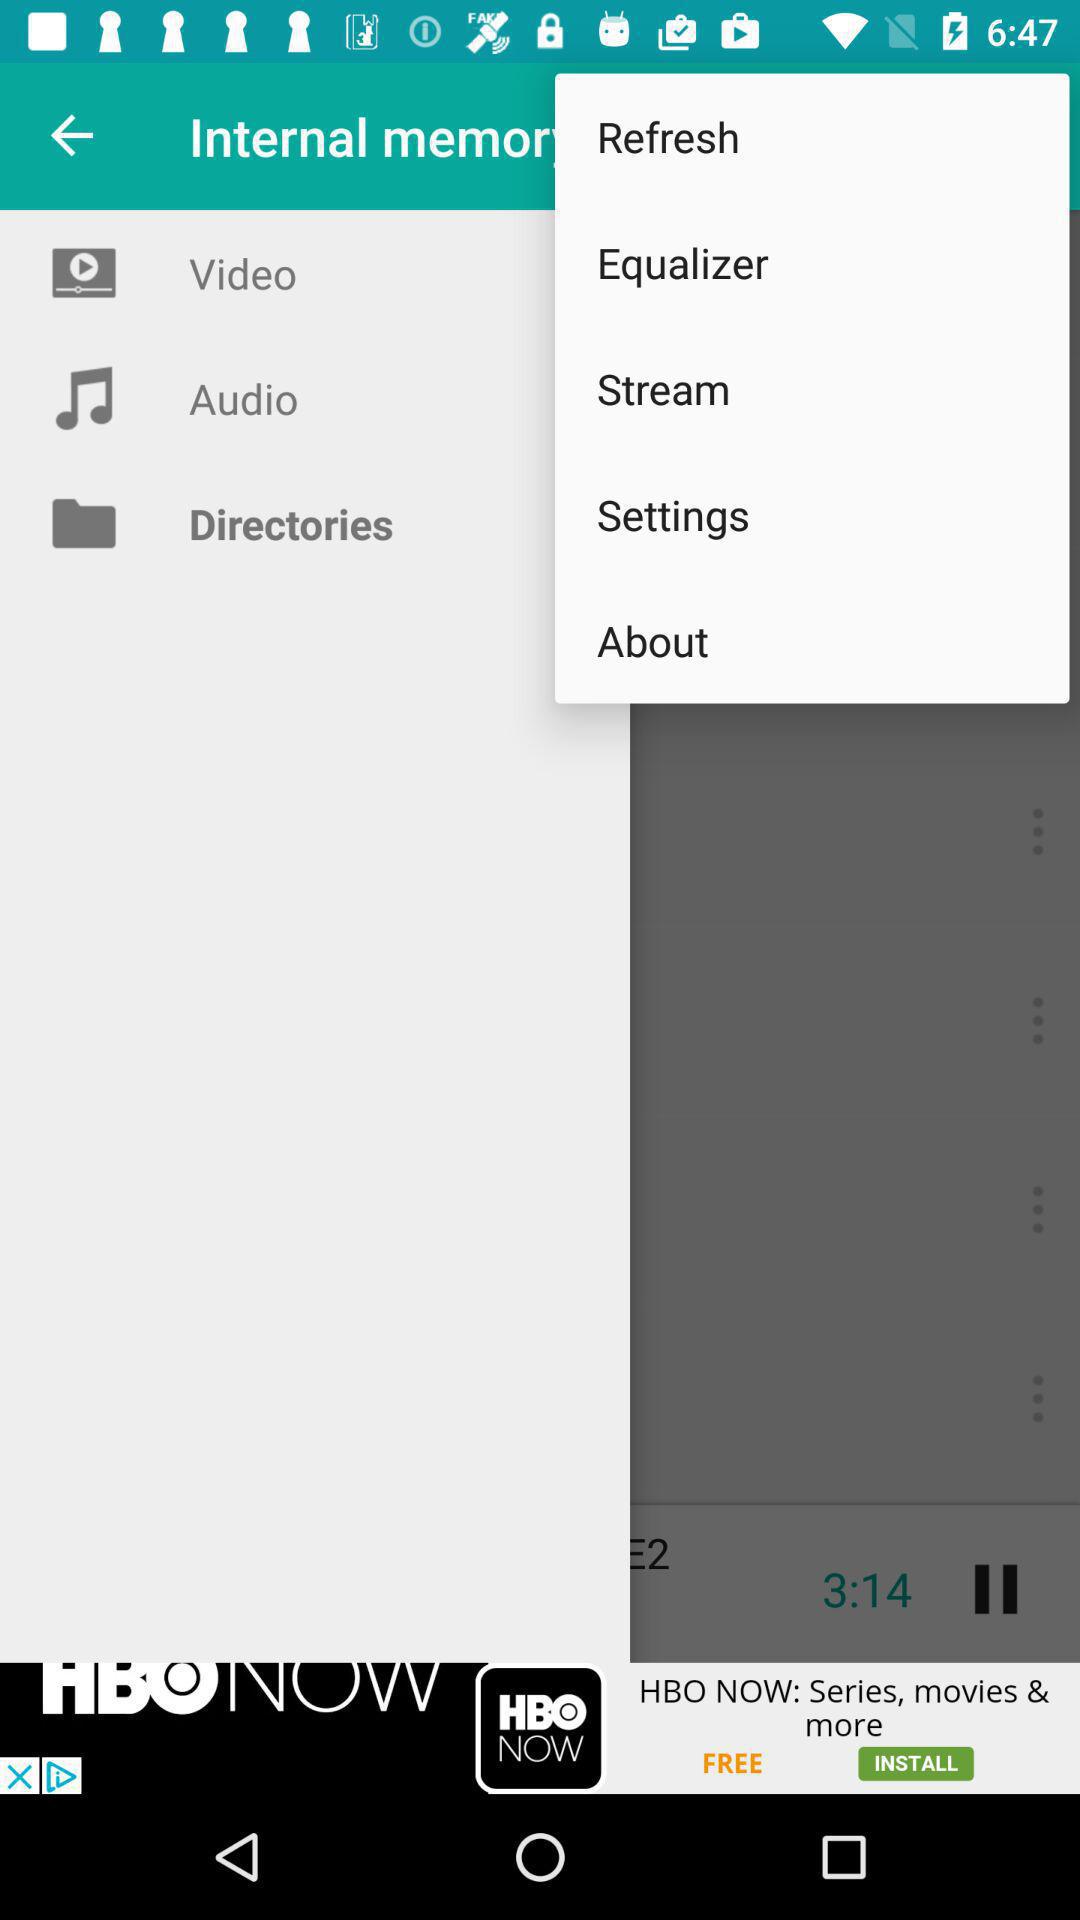 FAKE
6:47
Internal memory
Refresh
Equalizer
Stream
Settings
About
Video
Audio
Directories
E2
3:14
HBO NOW
HBO
NOW
HBO NOW: Series, movies &
more
FREE
INSTALL